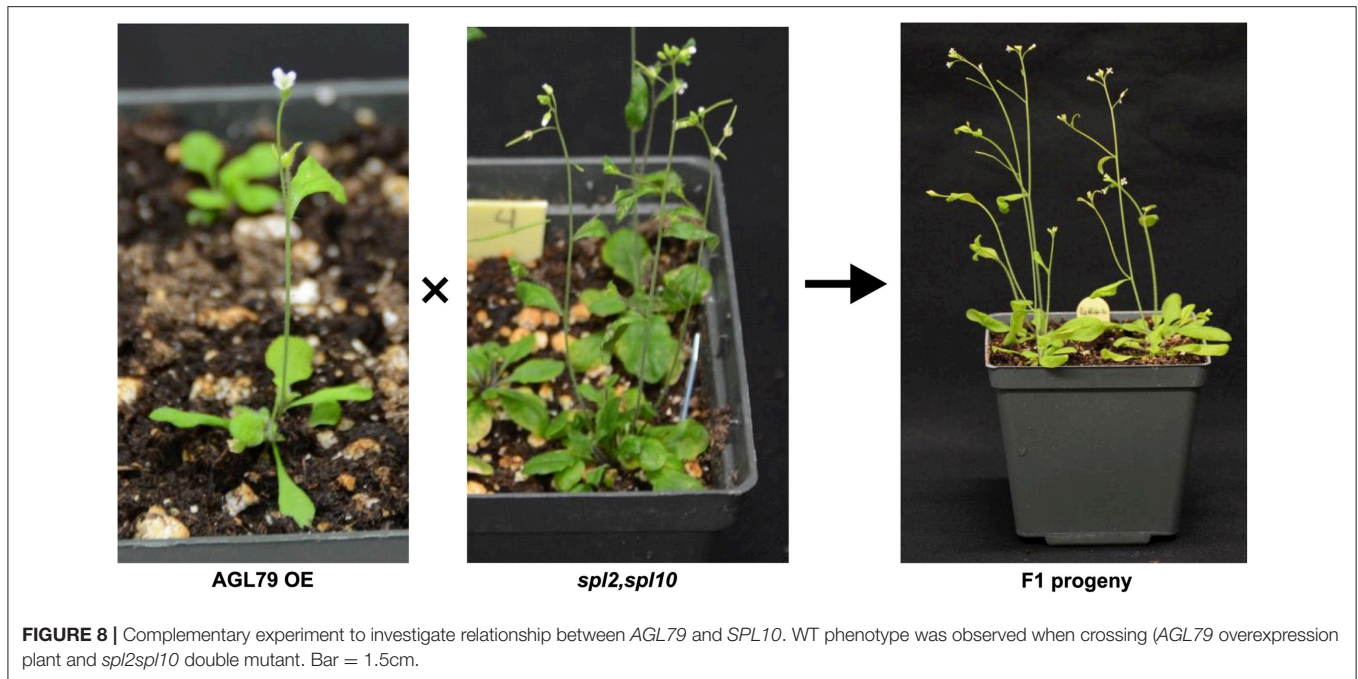 4
×
AGL79 OE
spl2,spl10
F1 progeny
FIGURE 8 | Complementary experiment to investigate relationship between AGL79 and SPL10. WT phenotype was observed when crossing (AGL79 overexpression
plant and spl2spl10 double mutant. Bar = 1.5cm.